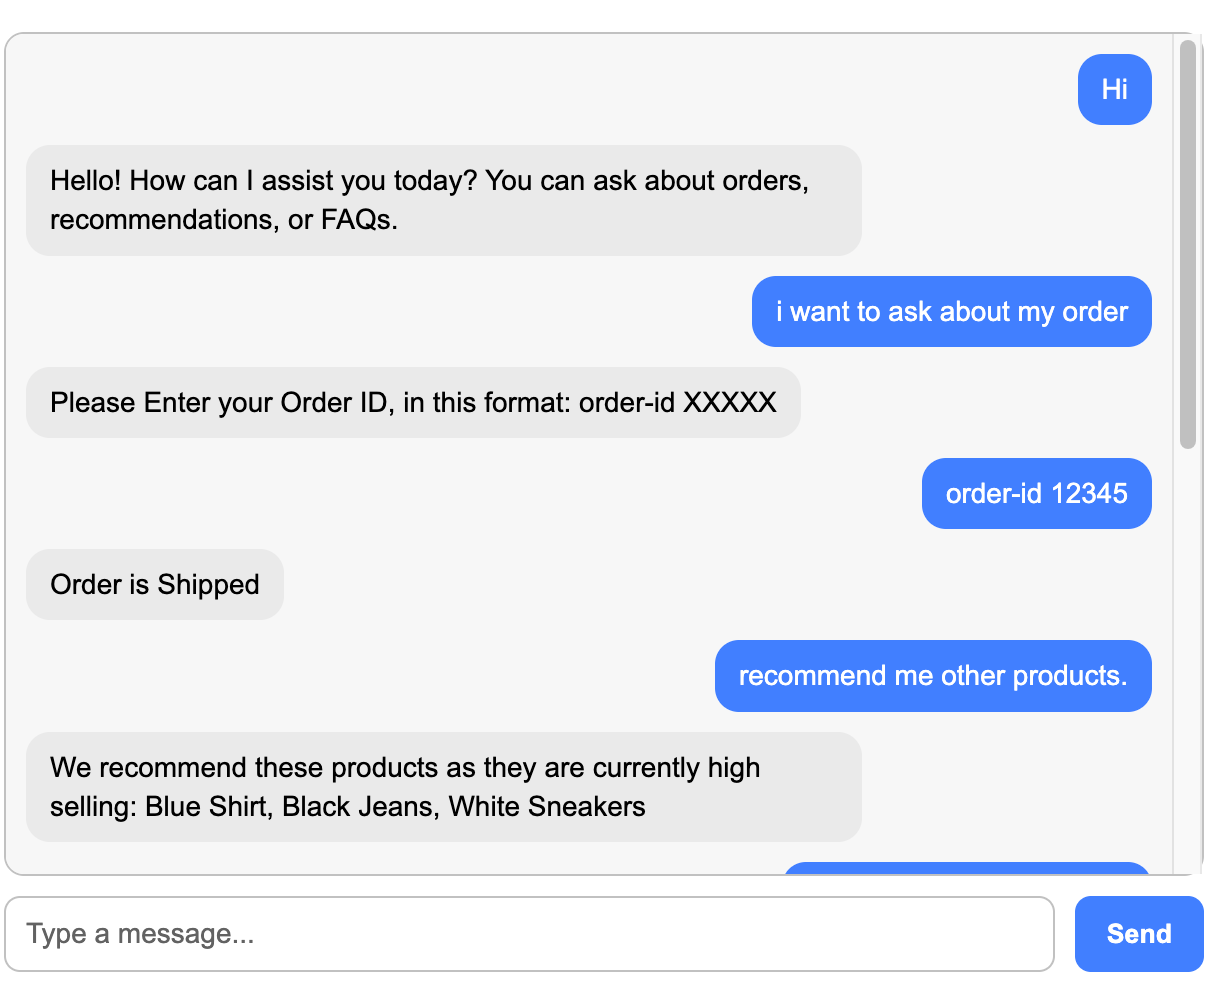 Hi
Hello! How can I assist you today? You can ask about orders,
recommendations, or FAQs.
i want to ask about my order
Please Enter your Order ID, in this format: order-id XXXXX
order-id 12345
Order is Shipped
recommend me other products.
We recommend these products as they are currently high
selling: Blue Shirt, Black Jeans, White Sneakers
Type a message...
Send